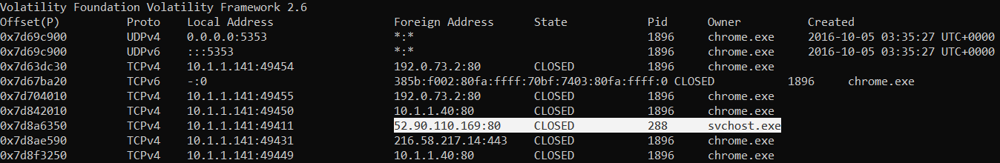 Volatility Foundation Volatility Framework 2.6
Offset(P) Proto Local Address Foreign Address State Pid Owner Created
0x7d69c900 UDPv4 0.0.0.0:5353 *:* 1896 chrome.exe 2016-10-05 03:35:27 UTC+0000
0x7d69c900 UDPv6 :::5353 *:* 1896 chrome.exe 2016-10-05 03:35:27 UTC+0000
0x7d63dc30 TCPv4 10.1.1.141:49454 192.0.73.2:80 CLOSED 1896 chrome.exe
0x7d67ba20 TCPv6 -:0 385b:f002:80fa:ffff:70bf:7403:80fa:ffff:0 CLOSED 1896 chrome.exe
0x7d704010 TCPv4 10.1.1.141:49455 192.0.73.2:80 CLOSED 1896 chrome.exe
0x7d842010 TCPv4 10.1.1.141:49450 10.1.1.40:80 CLOSED 1896 chrome.exe
0x7d8a6350 TCPv4 10.1.1.141:49411 52.90.110.169:80 CLOSED 288 svchost.exe
0x7d8ae590 TCPv4 10.1.1.141:49431 216.58.217.14:443 CLOSED 1896 chrome.exe
0x7d8f3250 TCPv4 10.1.1.141:49449 10.1.1.40:80 CLOSED 1896 chrome.exe